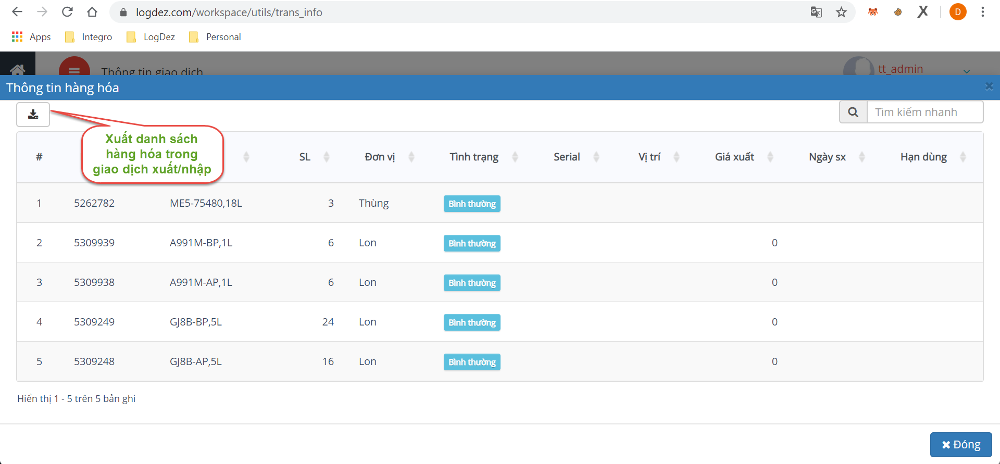 logdez.com/workspace/utils/trans_info
D
Apps Integro LogDez Personal
Thông tin giao dịch
tt_admin
Thông tin hàng hóa
Tìm kiếm nhanh
Xuất danh sách
hàng hóa trong
giao dịch xuất/nhập
# SL Đơn vị Tình trạng Serial Vị trí Giá xuất Ngày sx Hạn dùng
1 5262782 ME5-75480,18L 3 Thùng Bình thường
2 5309939 A991M-BP,1L 6 Lon Bình thường 0
3 5309938 A991M-AP,1L 6 Lon Bình thường 0
4 5309249 GJ8B-BP,5L 24 Lon Bình thường 0
5 5309248 GJ8B-AP,5L 16 Lon Bình thường 0
Hiển thị 1 - 5 trên 5 bản ghi
Đóng